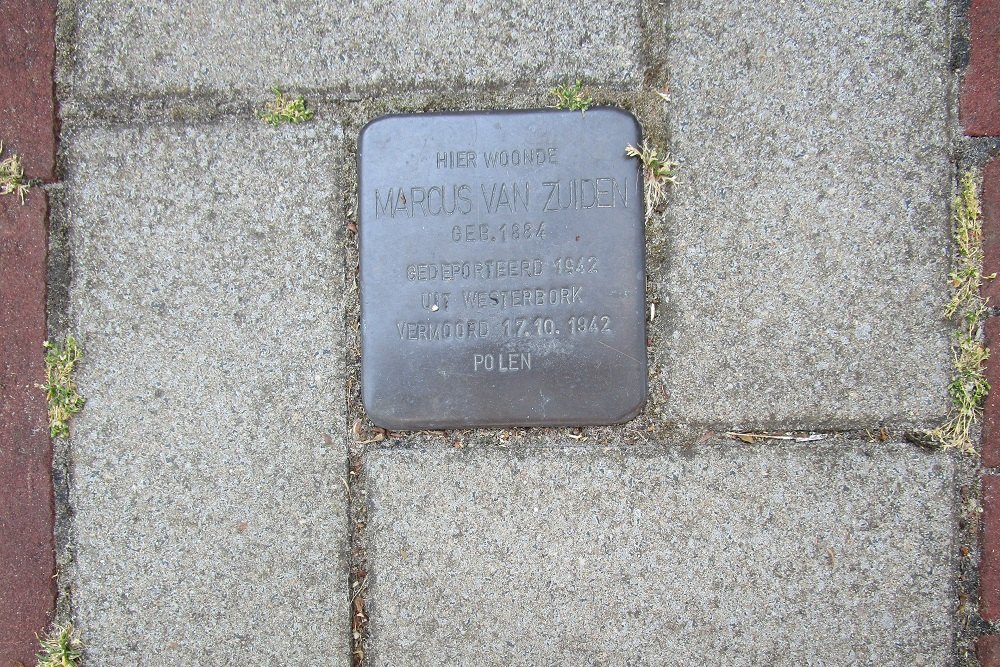 HIER WOONDE
MARCUS VAN ZUIDEN
GEB. 1884
GEDEPORTEERD 1942
UIT WESTERBORK
VERMOORD 17.10.1942
POLEN